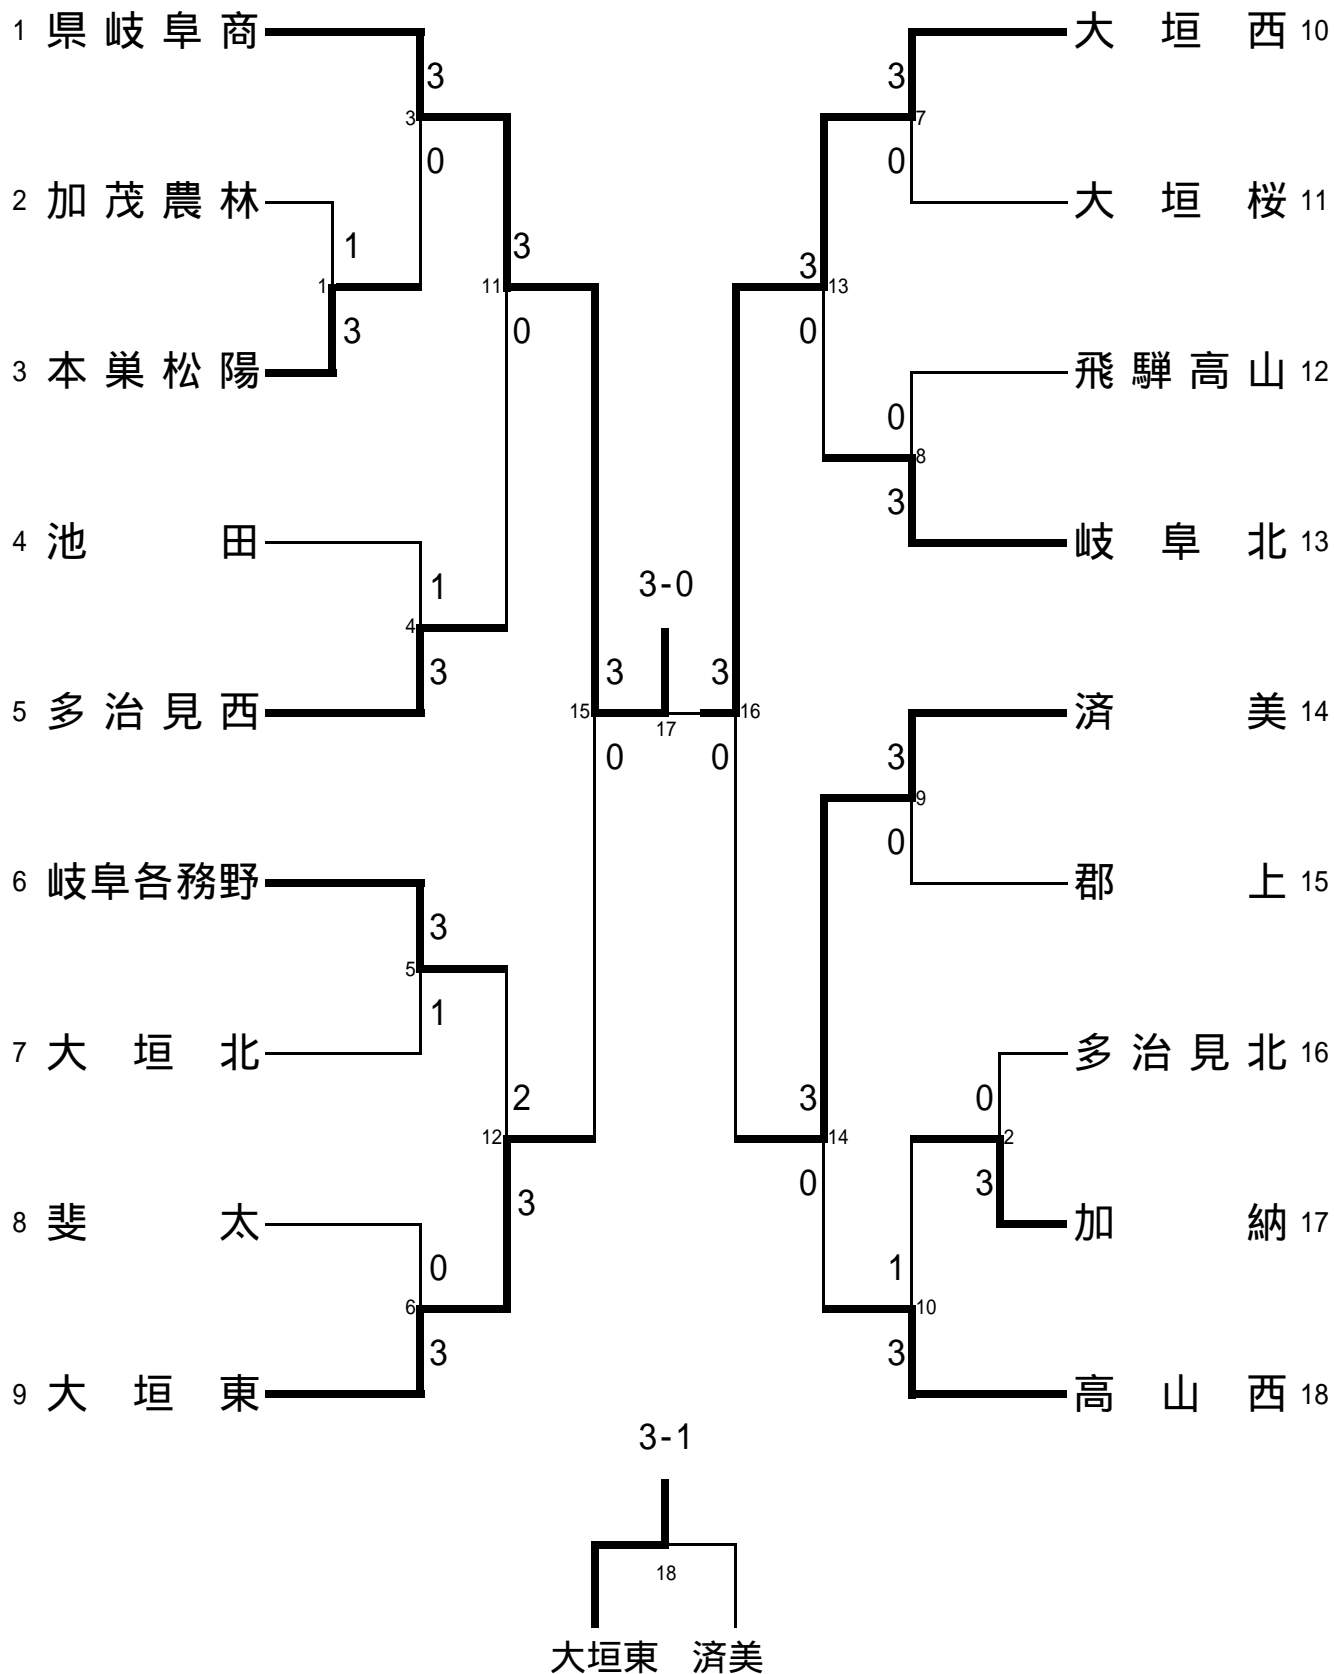 1 県岐阜商
3
3
0
2 加茂農林
1
1
3
3 本巣松陽
3
11
0
4 池田
1
4
3
5 多治見西
6 岐阜各務野
3
5
1
7 大垣北
2
12
3
8 斐太
0
6
3
9 大垣東
3-0
3
15
0
17
3
16
0
大垣西 10
3
7
0
大垣桜 11
3
13
0
飛騨高山 12
0
8
3
岐阜北 13
済美 14
3
9
0
郡上 15
3
14
0
多治見北 16
0
2
3
加納 17
1
10
3
高山西 18
3-1
18
大垣東 済美